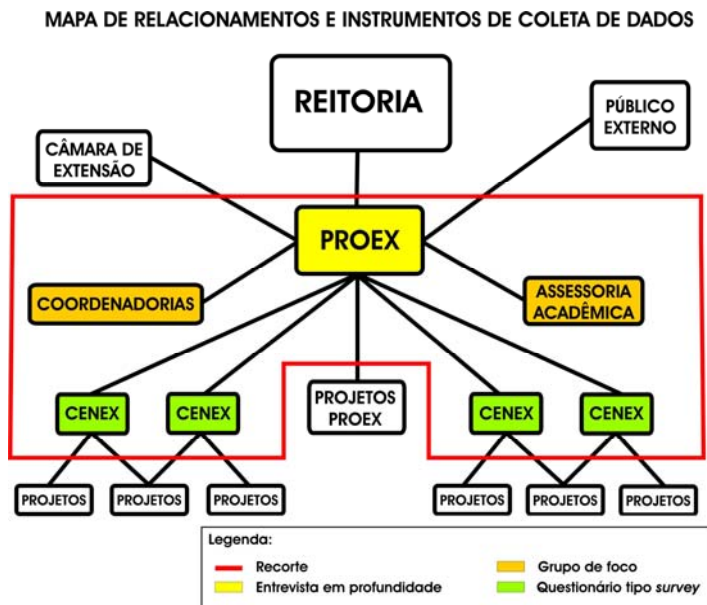 MAPA DE RELACIONAMENTOS E INSTRUMENTOS DE COLETA DE DADOS
REITORIA
PÚBLICO
EXTERNO
CÂMARA DE
EXTENSÃO
PROEX
COORDENADORIAS
ASSESSORIA
ACADÊMICA
CENEX
CENEX
PROJETOS
PROEX
CENEX
CENEX
PROJETOS
PROJETOS
PROJETOS
PROJETOS
PROJETOS
PROJETOS
Legenda:
Recorte
Grupo de foco
Entrevista em profundidade
Questionário tipo survey